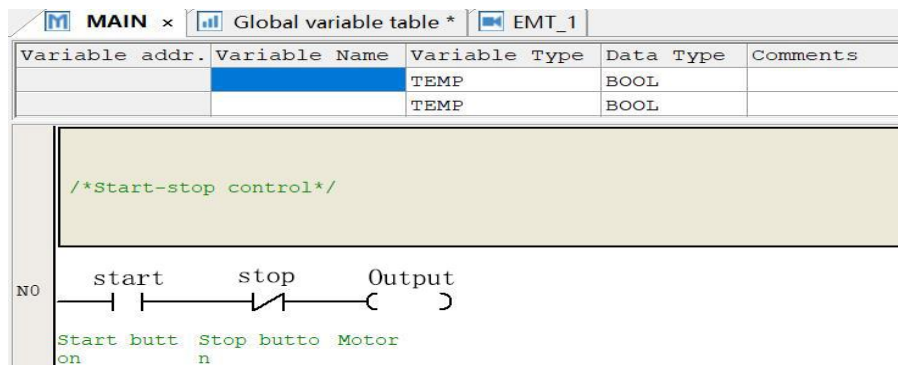 MAIN × Global variable table * EMT_1
Variable addr. Variable Name Variable Type Data Type Comments
TEMP BOOL
TEMP BOOL
/*Start-stop control*/
start stop Output
N0
Start butt Stop butto Motor
on n